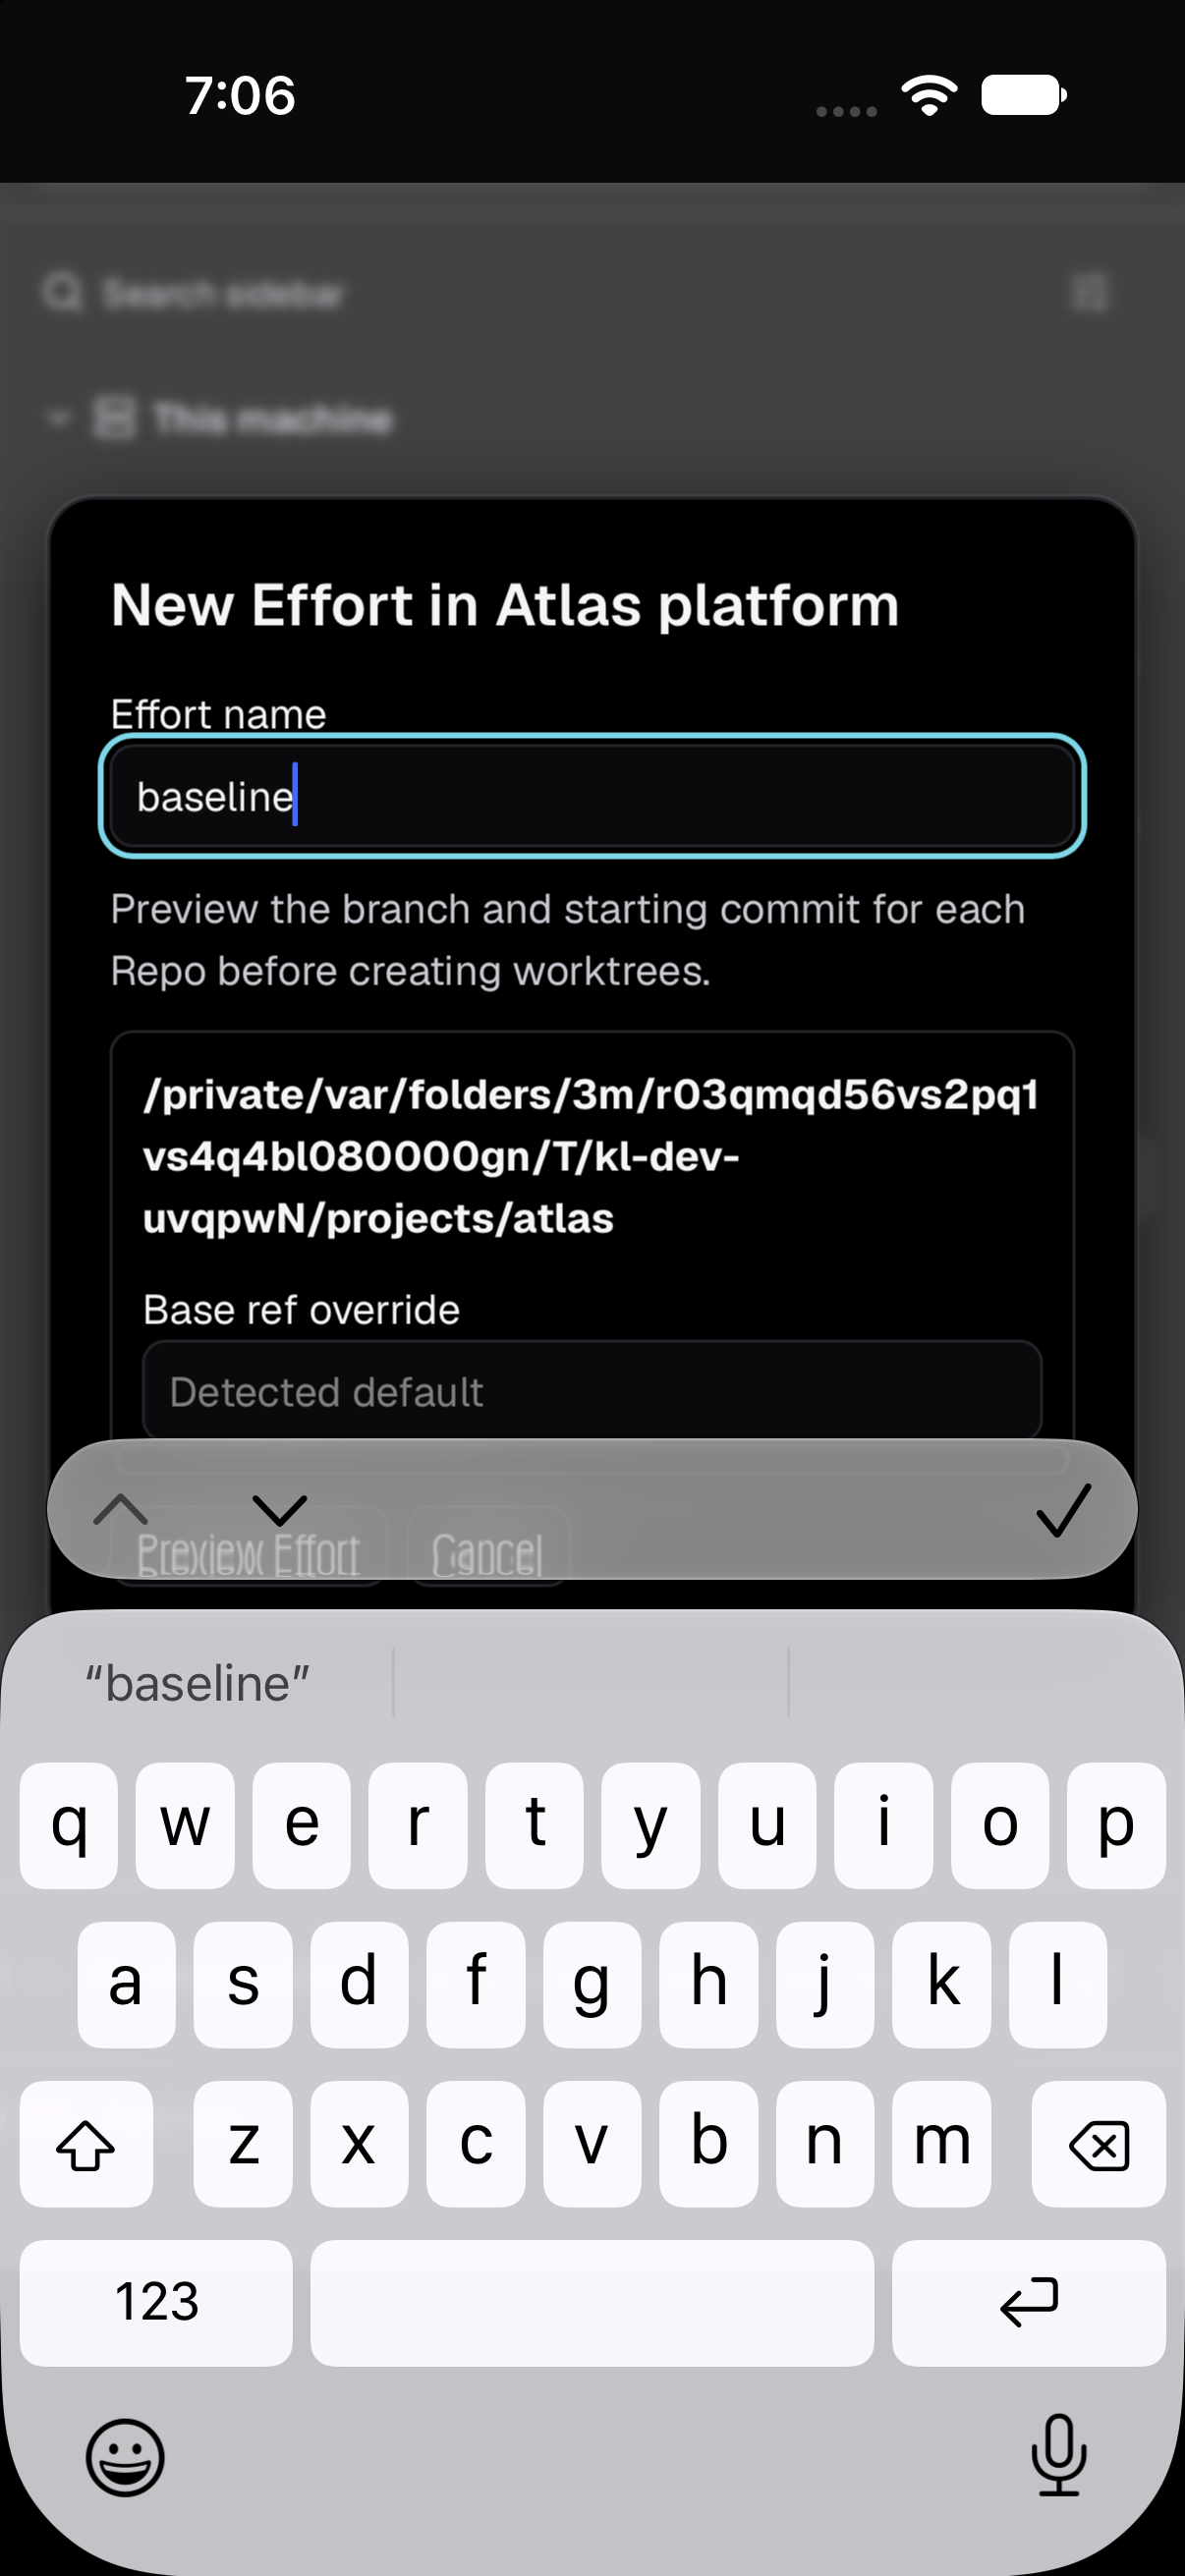 7:06
Search sidebar
This machine
New Effort in Atlas platform
Effort name
baseline
Preview the branch and starting commit for each
Repo before creating worktrees.
/private/var/folders/3m/r03qmqd56vs2pq1
vs4q4bl080000gn/T/kl-dev-
uvqpwN/projects/atlas
Base ref override
Detected default
Preview Effort Cancel
“baseline”
q w e r t y u i o p
a s d f g h j k l
z x c v b n m
123